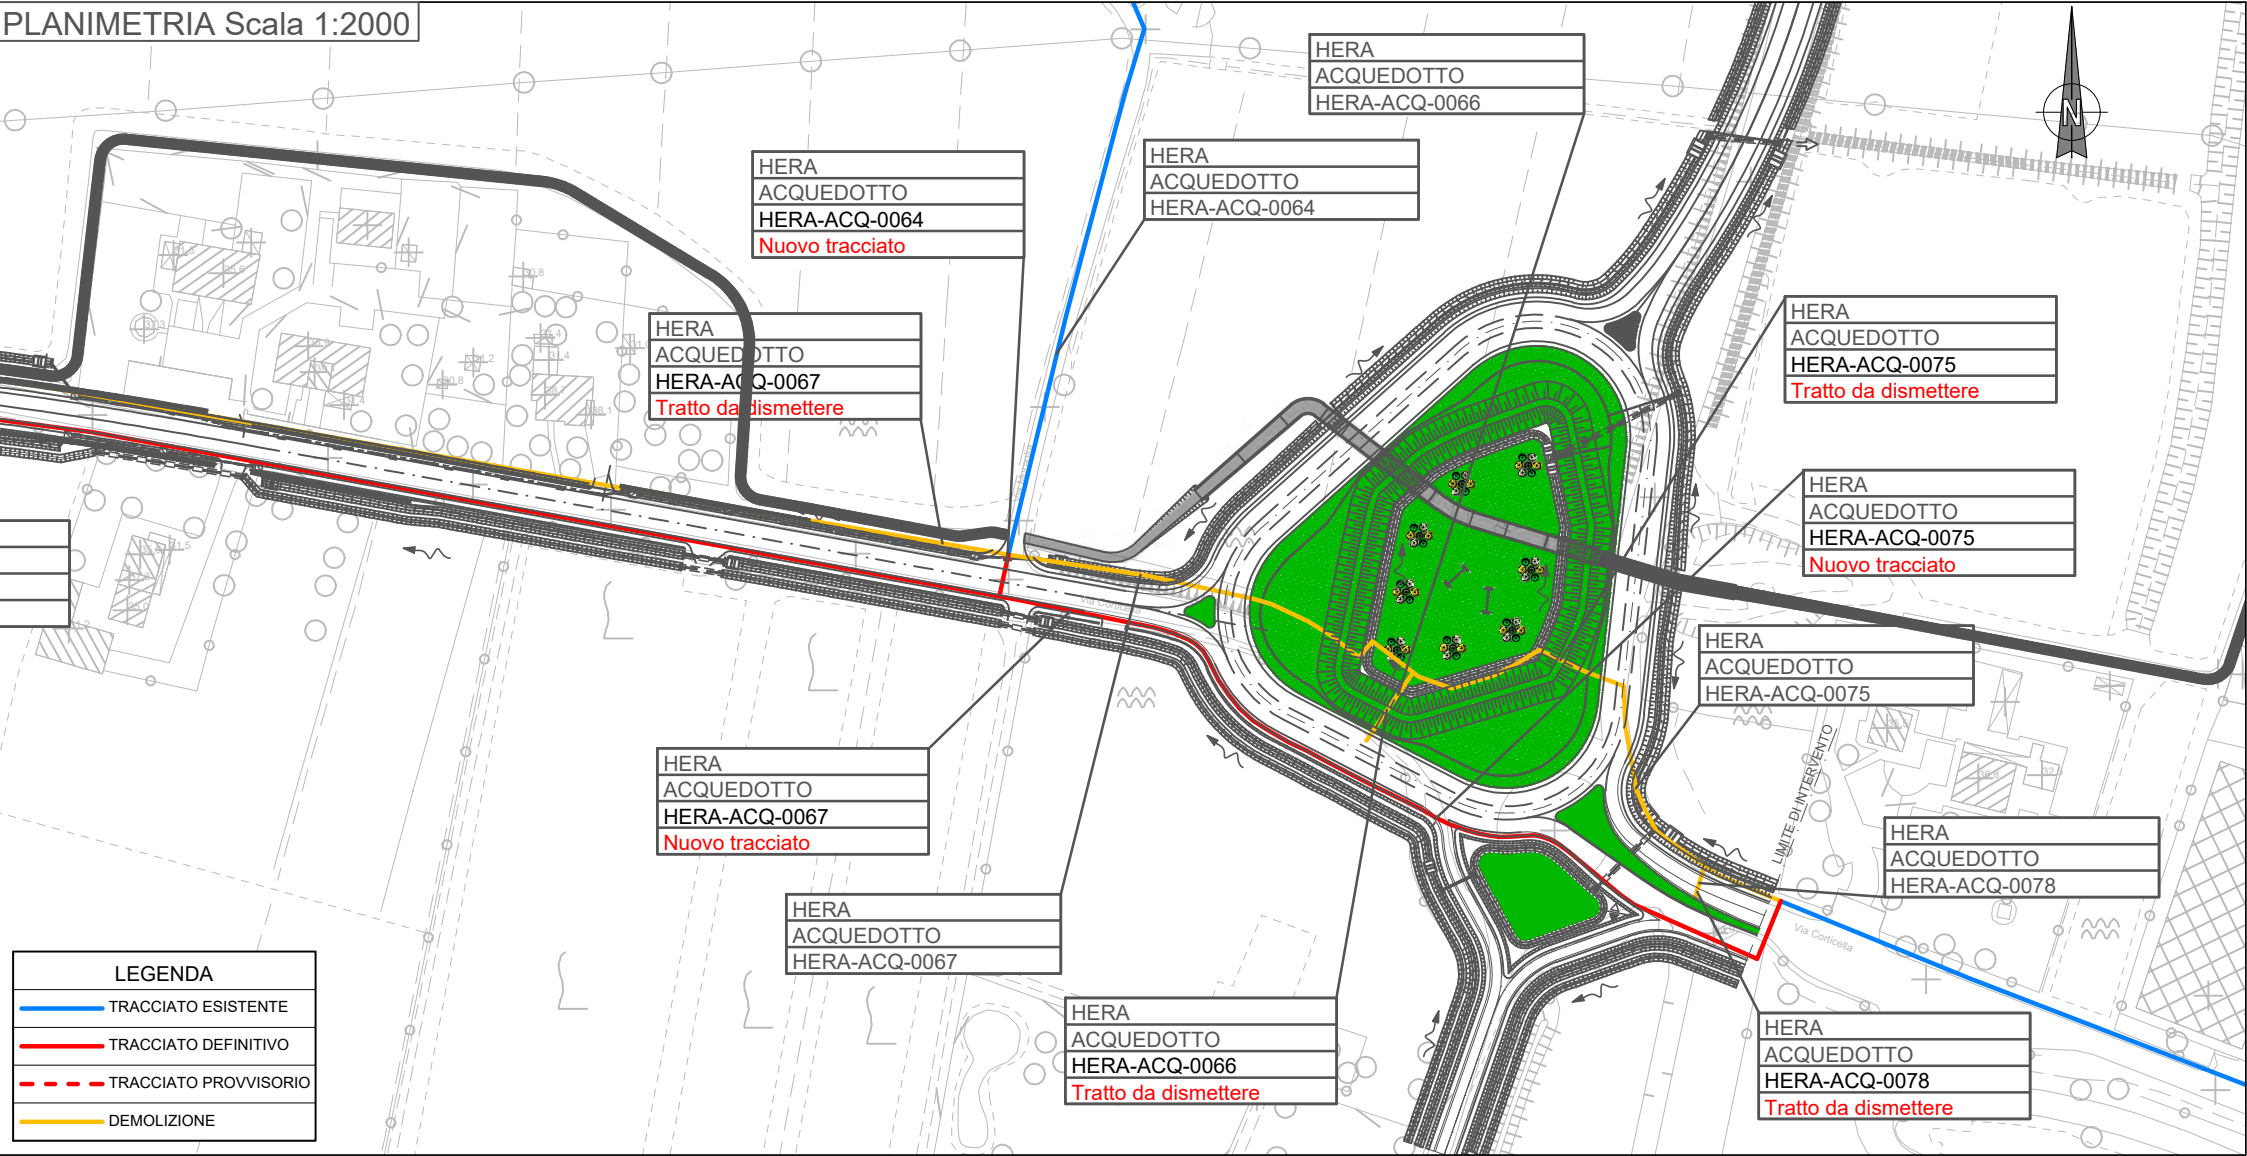 PLANIMETRIA Scala 1:2000
HERA
ACQUEDOTTO
HERA-ACQ-0066
N
HERA
ACQUEDOTTO
HERA-ACQ-0064
Nuovo tracciato
HERA
ACQUEDOTTO
HERA-ACQ-0064
HERA
ACQUEDOTTO
HERA-ACQ-0067
Tratto da dismettere
HERA
ACQUEDOTTO
HERA-ACQ-0075
Tratto da dismettere
HERA
ACQUEDOTTO
HERA-ACQ-0075
Nuovo tracciato
Via Corticella
HERA
ACQUEDOTTO
HERA-ACQ-0075
LIMITE DI INTERVENTO
HERA
ACQUEDOTTO
HERA-ACQ-0067
Nuovo tracciato
HERA
ACQUEDOTTO
HERA-ACQ-0078
Via Corticella
HERA
ACQUEDOTTO
HERA-ACQ-0067
HERA
ACQUEDOTTO
HERA-ACQ-0066
Tratto da dismettere
HERA
ACQUEDOTTO
HERA-ACQ-0078
Tratto da dismettere
LEGENDA
TRACCIATO ESISTENTE
TRACCIATO DEFINITIVO
TRACCIATO PROVVISORIO
DEMOLIZIONE